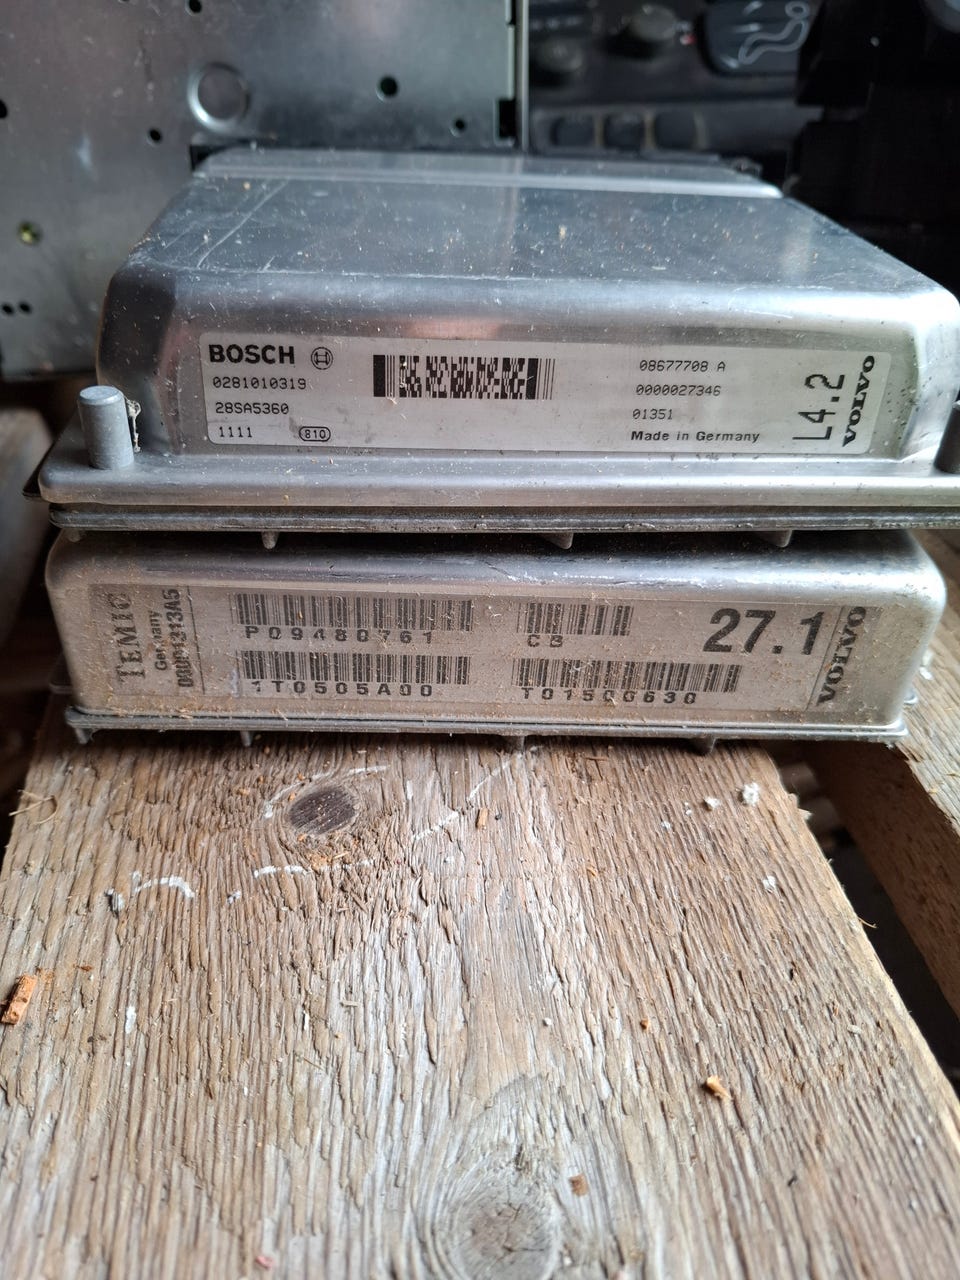 BOSCH
0281010319
28SA5360
1111 810
08677708 A
0000027346
01351
Made in Germany
L4.2
VOLVO
TEMIC
Germany
P09480761
CB
27.1
VOLVO
1T0505A00